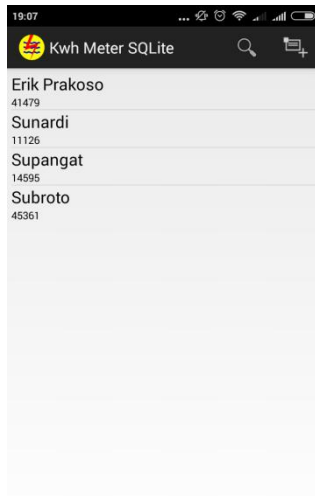 19:07
...
Kwh Meter SQLite
Erik Prakoso
41479
Sunardi
11126
Supangat
14595
Subroto
45361